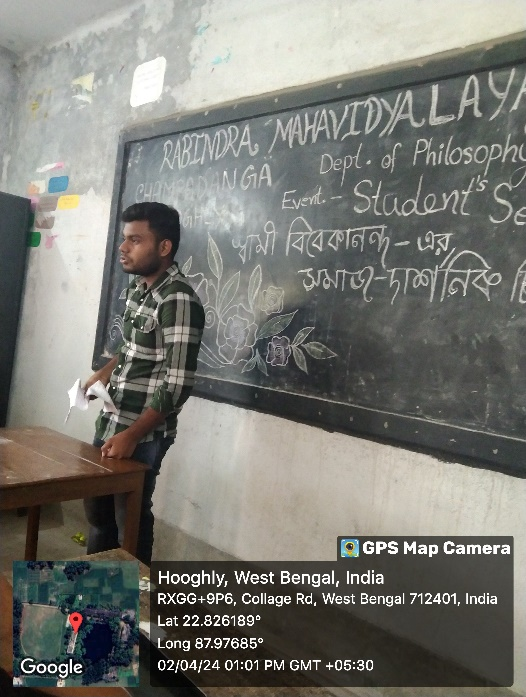 RABINDRA MAHAVIDYALAYA
CHAMPADANGA
Dept. of Philosophy
Event. - Student's Se
স্বামী বিবেকানন্দ - এর
সমাজ-দার্শনিক
GPS Map Camera
Hooghly, West Bengal, India
RXGG+9P6, Collage Rd, West Bengal 712401, India
Lat 22.826189°
Long 87.97685°
02/04/24 01:01 PM GMT +05:30
Google